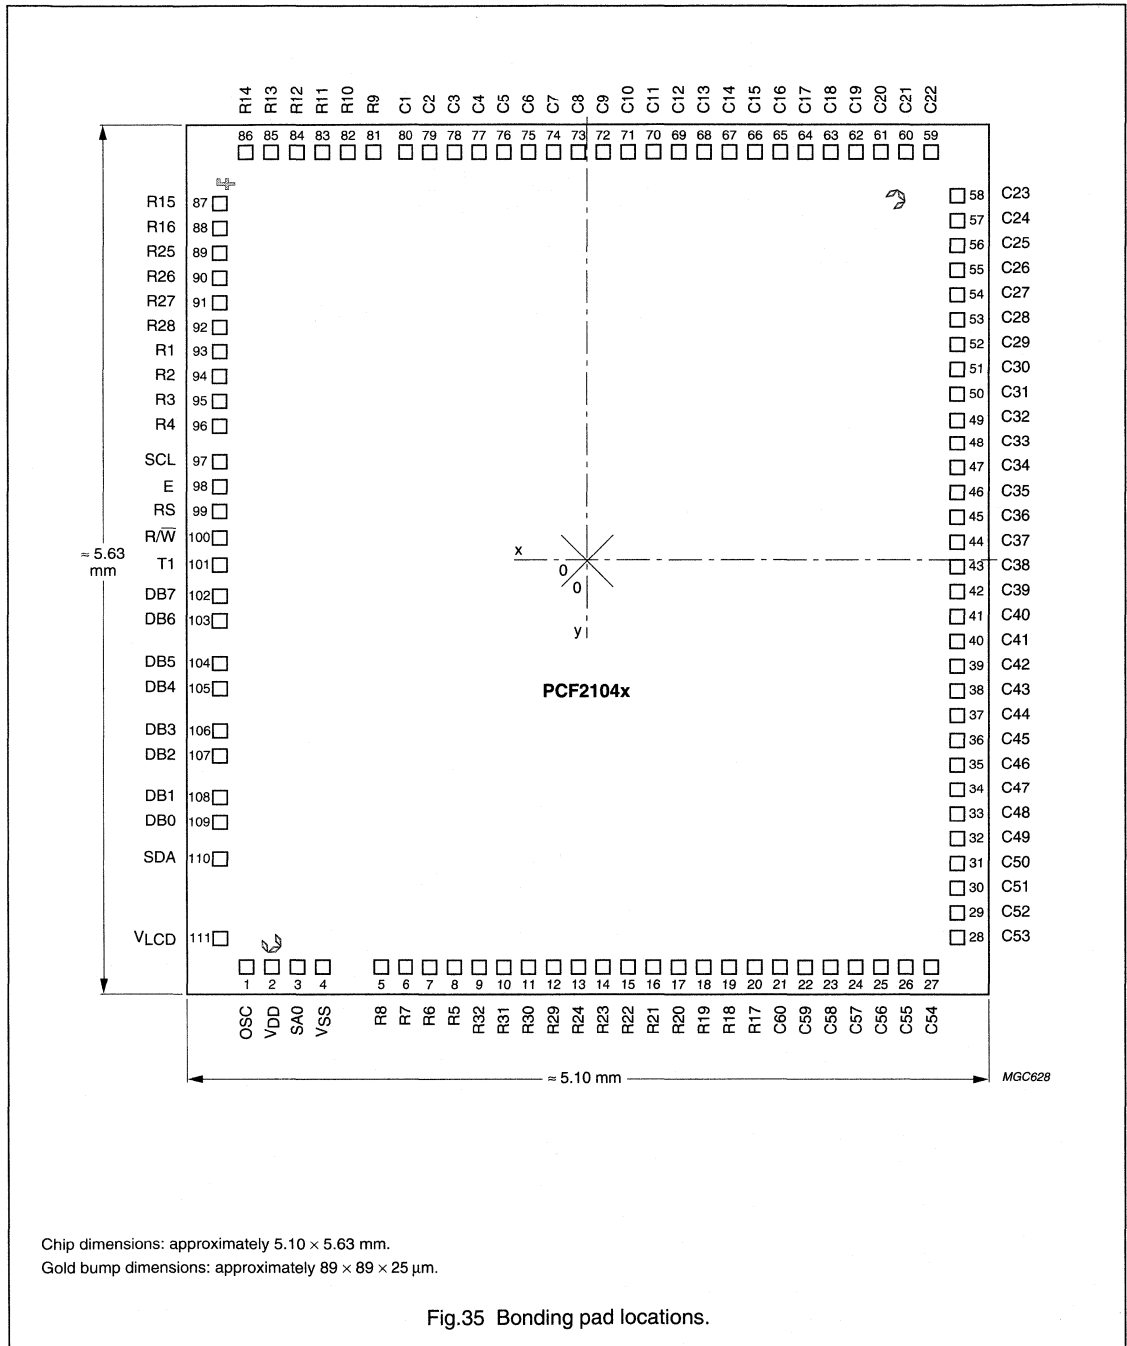 R14 R13 R12 R11 R10 R9 C1 C2 C3 C4 C5 C6 C7 C8 C9 C10 C11 C12 C13 C14 C15 C16 C17 C18 C19 C20 C21 C22
86 85 84 83 82 81 80 79 78 77 76 75 74 73 72 71 70 69 68 67 66 65 64 63 62 61 60 59
R15 87
R16 88
R25 89
R26 90
R27 91
R28 92
R1 93
R2 94
R3 95
R4 96
SCL 97
E 98
RS 99
R/W̅ 100
T1 101
DB7 102
DB6 103
DB5 104
DB4 105
DB3 106
DB2 107
DB1 108
DB0 109
SDA 110
VLCD 111
≈ 5.63
mm
x
0
0
y
PCF2104x
58 C23
57 C24
56 C25
55 C26
54 C27
53 C28
52 C29
51 C30
50 C31
49 C32
48 C33
47 C34
46 C35
45 C36
44 C37
43 C38
42 C39
41 C40
40 C41
39 C42
38 C43
37 C44
36 C45
35 C46
34 C47
33 C48
32 C49
31 C50
30 C51
29 C52
28 C53
1 2 3 4 5 6 7 8 9 10 11 12 13 14 15 16 17 18 19 20 21 22 23 24 25 26 27
OSC VDD SA0 VSS R8 R7 R6 R5 R32 R31 R30 R29 R24 R23 R22 R21 R20 R19 R18 R17 C60 C59 C58 C57 C56 C55 C54
≈ 5.10 mm
MGC628
Chip dimensions: approximately 5.10 × 5.63 mm.
Gold bump dimensions: approximately 89 × 89 × 25 µm.
Fig.35 Bonding pad locations.